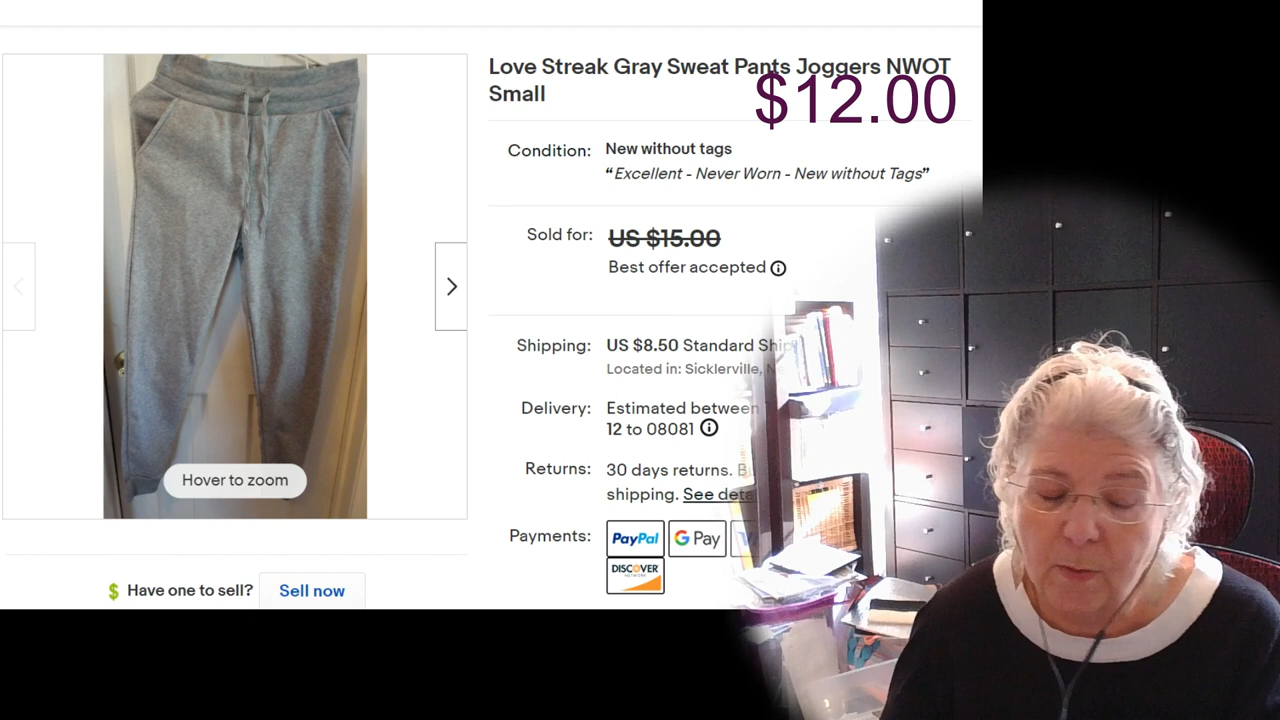 Love Streak Gray Sweat Pants Joggers NWOT
Small
$12.00
Condition: New without tags
“Excellent - Never Worn - New without Tags”
Sold for: US $15.00
Best offer accepted
Shipping: US $8.50 Standard Ship
Located in: Sicklerville,
Delivery: Estimated between
12 to 08081
Returns: 30 days returns.
shipping. See deta
Payments: PayPal G Pay
DISCOVER
NETWORK
Hover to zoom
$ Have one to sell? Sell now